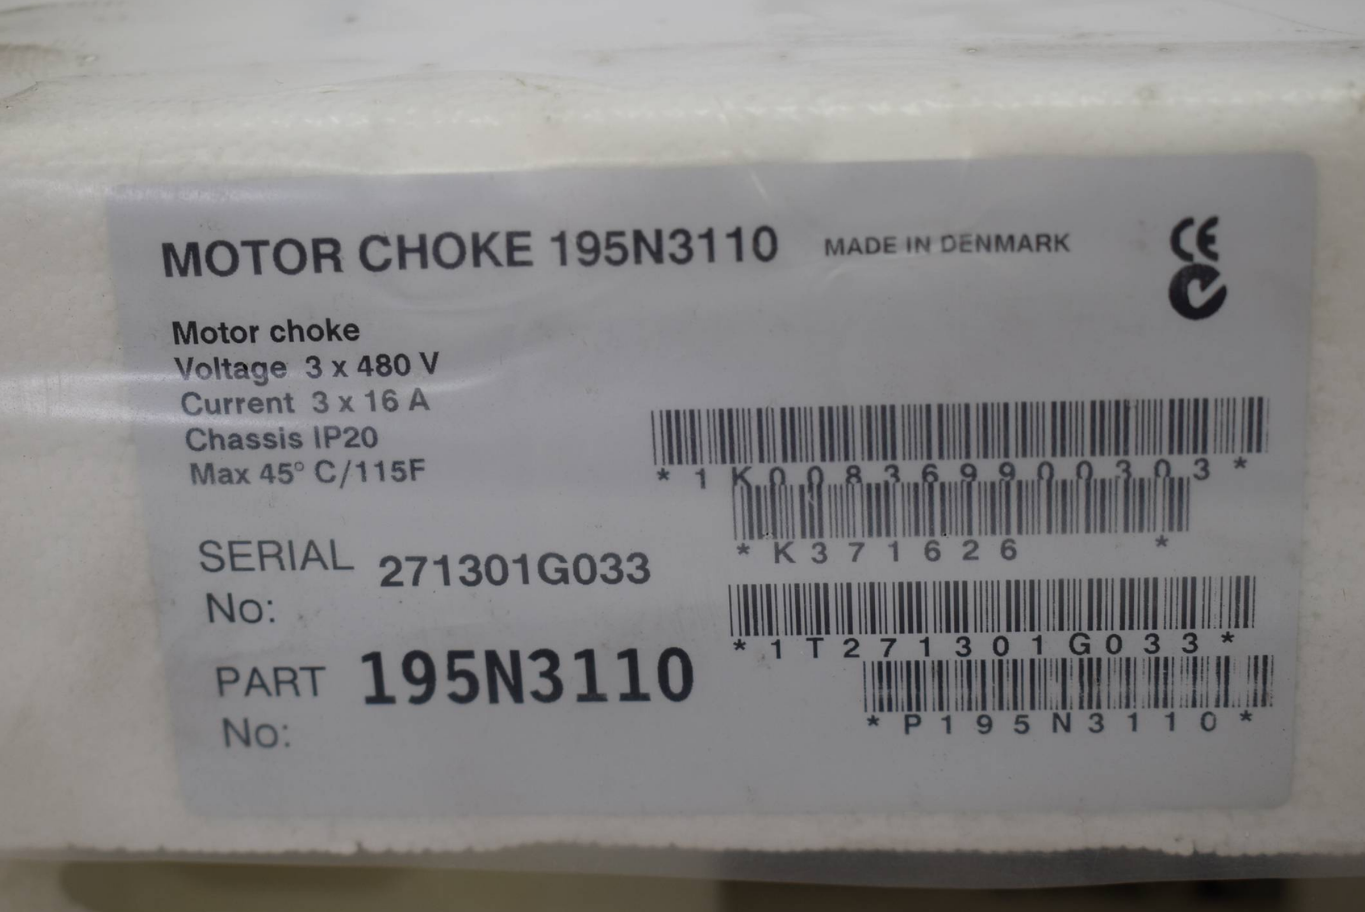 MOTOR CHOKE 195N3110 MADE IN DENMARK CE
Motor choke
Voltage 3 x 480 V
Current 3 x 16 A
Chassis IP20
Max 45° C/115F
*1K008369900303*
*K371626 *
SERIAL No: 271301G033
*1T271301G033*
PART No: 195N3110
*P195N3110*